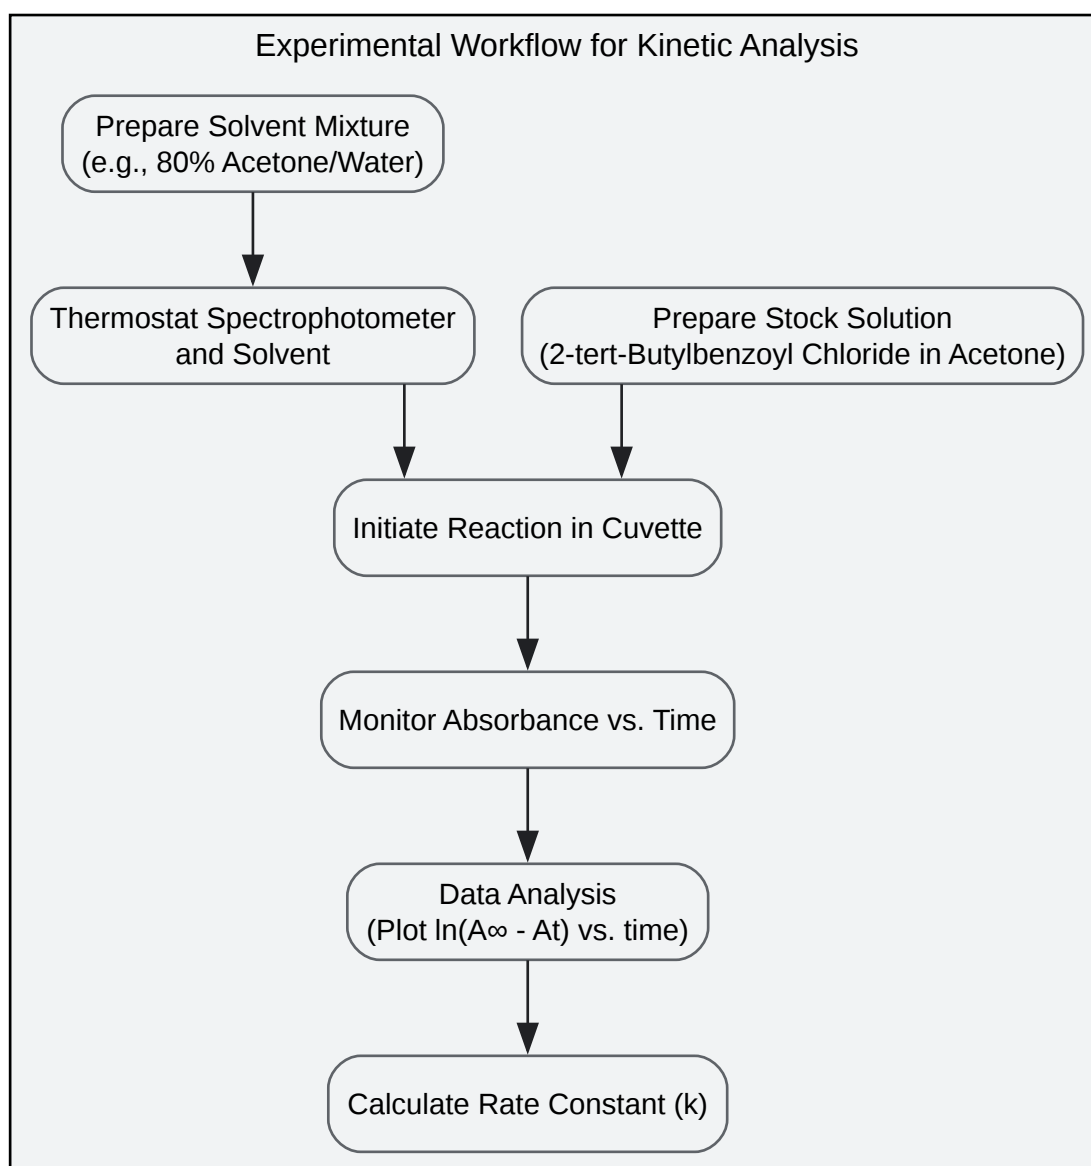 Experimental Workflow for Kinetic Analysis
Prepare Solvent Mixture
(e.g., 80% Acetone/Water)
Thermostat Spectrophotometer
and Solvent
Prepare Stock Solution
(2-tert-Butylbenzoyl Chloride in Acetone)
Initiate Reaction in Cuvette
Monitor Absorbance vs. Time
Data Analysis
(Plot ln(A∞ - At) vs. time)
Calculate Rate Constant (k)